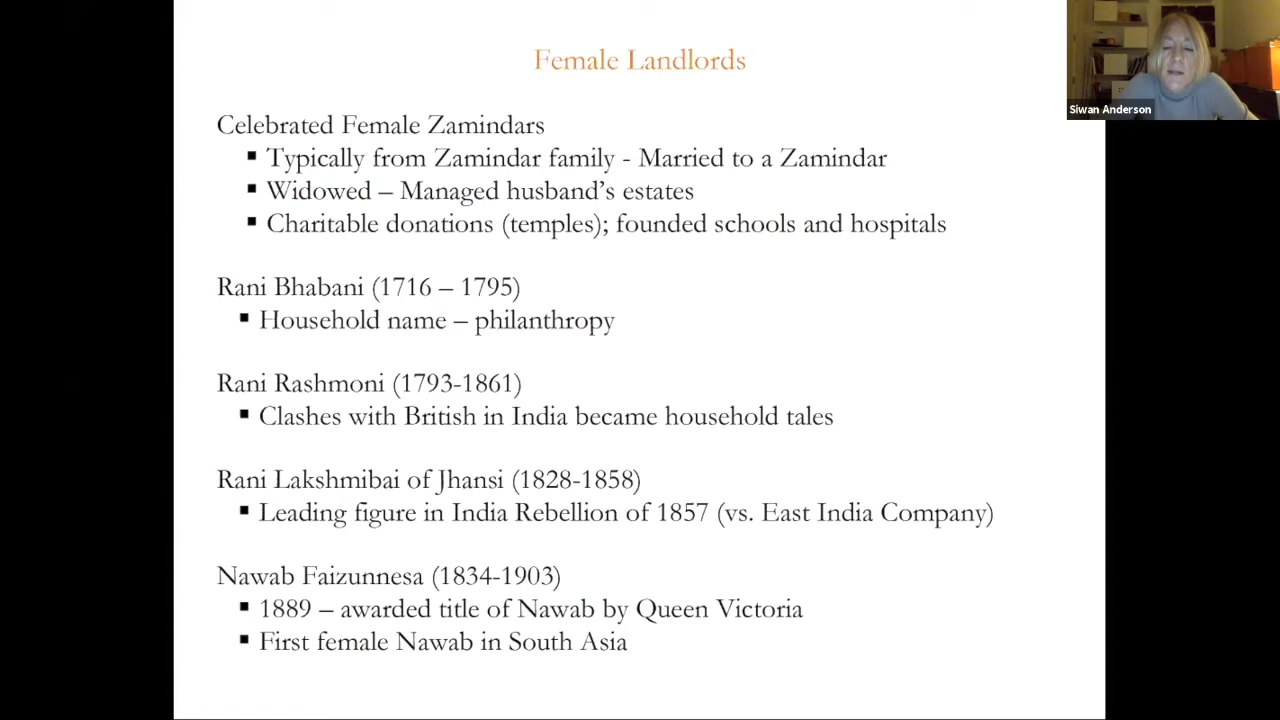 Female Landlords
Siwan Anderson
Celebrated Female Zamindars
▪ Typically from Zamindar family - Married to a Zamindar
▪ Widowed – Managed husband's estates
▪ Charitable donations (temples); founded schools and hospitals
Rani Bhabani (1716 – 1795)
▪ Household name – philanthropy
Rani Rashmoni (1793-1861)
▪ Clashes with British in India became household tales
Rani Lakshmibai of Jhansi (1828-1858)
▪ Leading figure in India Rebellion of 1857 (vs. East India Company)
Nawab Faizunnesa (1834-1903)
▪ 1889 – awarded title of Nawab by Queen Victoria
▪ First female Nawab in South Asia